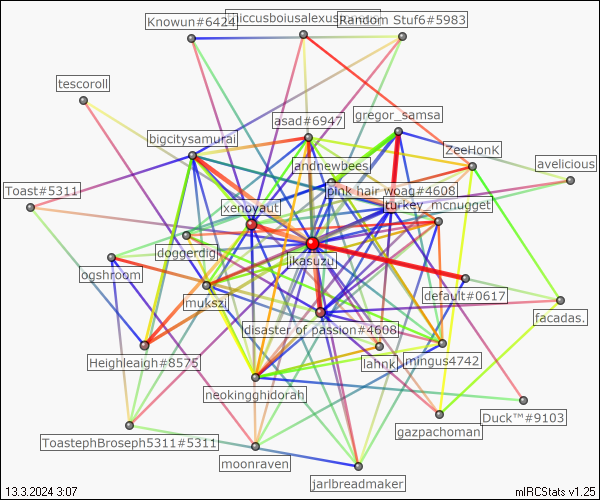 Knowun#6424
Random Stuf6#5983
tescoroll
gregor_samsa
asad#6947
bigcitysamurai
ZeeHonK
andnewbees
avelicious
Toast#5311
pink hair woag#4608
turkey_mcnugget
xenoyaut
doggerdig
jkasuzu
ogshroom
mukszi
default#0617
facadas.
disaster of passion#4608
Heighleaigh#8575
lahnk
mingus4742
neokingghidorah
Duck™#9103
gazpachoman
ToastephBroseph5311#5311
moonraven
jarlbreadmaker
13.3.2024 3:07
mIRCStats v1.25